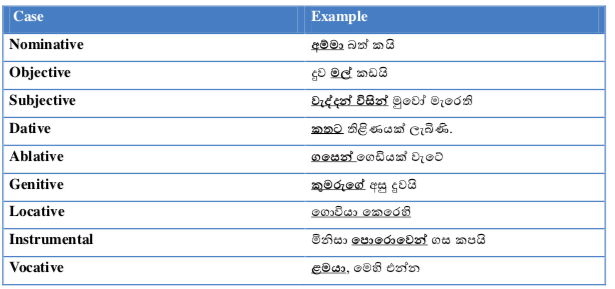 Case Example
Nominative අම්මා බත් කයි
Objective දුව මල් කඩයි
Subjective වැද්දන් විසින් මුවෝ මැරෙති
Dative කතට තිළිණයක් ලැබිණි.
Ablative ගසෙන් ගෙඩියක් වැටේ
Genitive කුමරුගේ අසු දුවයි
Locative ගොවියා කෙරෙහි
Instrumental මිනිසා පොරොවෙන් ගස කපයි
Vocative ළමයා, මෙහි එන්න